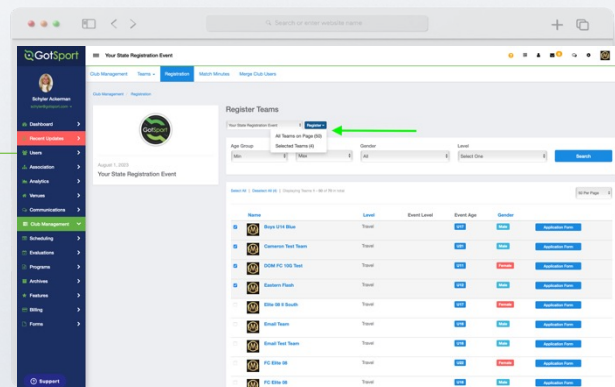 Search or enter website name
GotSport
Your State Registration Event
Club Management Teams Registration Match Minutes Merge Club Users
Club Management / Registration
Schyler Ackerman
Dashboard
Recent Updates
Users
Association
Analytics
Venues
Communications
Club Management
Scheduling
Evaluations
Programs
Archives
Features
Billing
Forms
Support
GotSport
August 1, 2023
Your State Registration Event
Register Teams
Your State Registration Event Register
All Teams on Page (50)
Selected Teams (4)
Age Group Gender Level
Min Max All Select One Search
Select All | Deselect All
50 Per Page
Name Level Event Level Event Age Gender
Boys U14 Blue Travel Male Application Form
Cameron Test Team Travel Male Application Form
DOM FC 10G Test Travel Female Application Form
Eastern Flash Travel Male Application Form
Elite 08 II South Travel Female Application Form
Email Team Travel Male Application Form
Email Test Team Travel Male Application Form
FC Elite 08 Travel Female Application Form
FC Elite 08 Travel Male Application Form